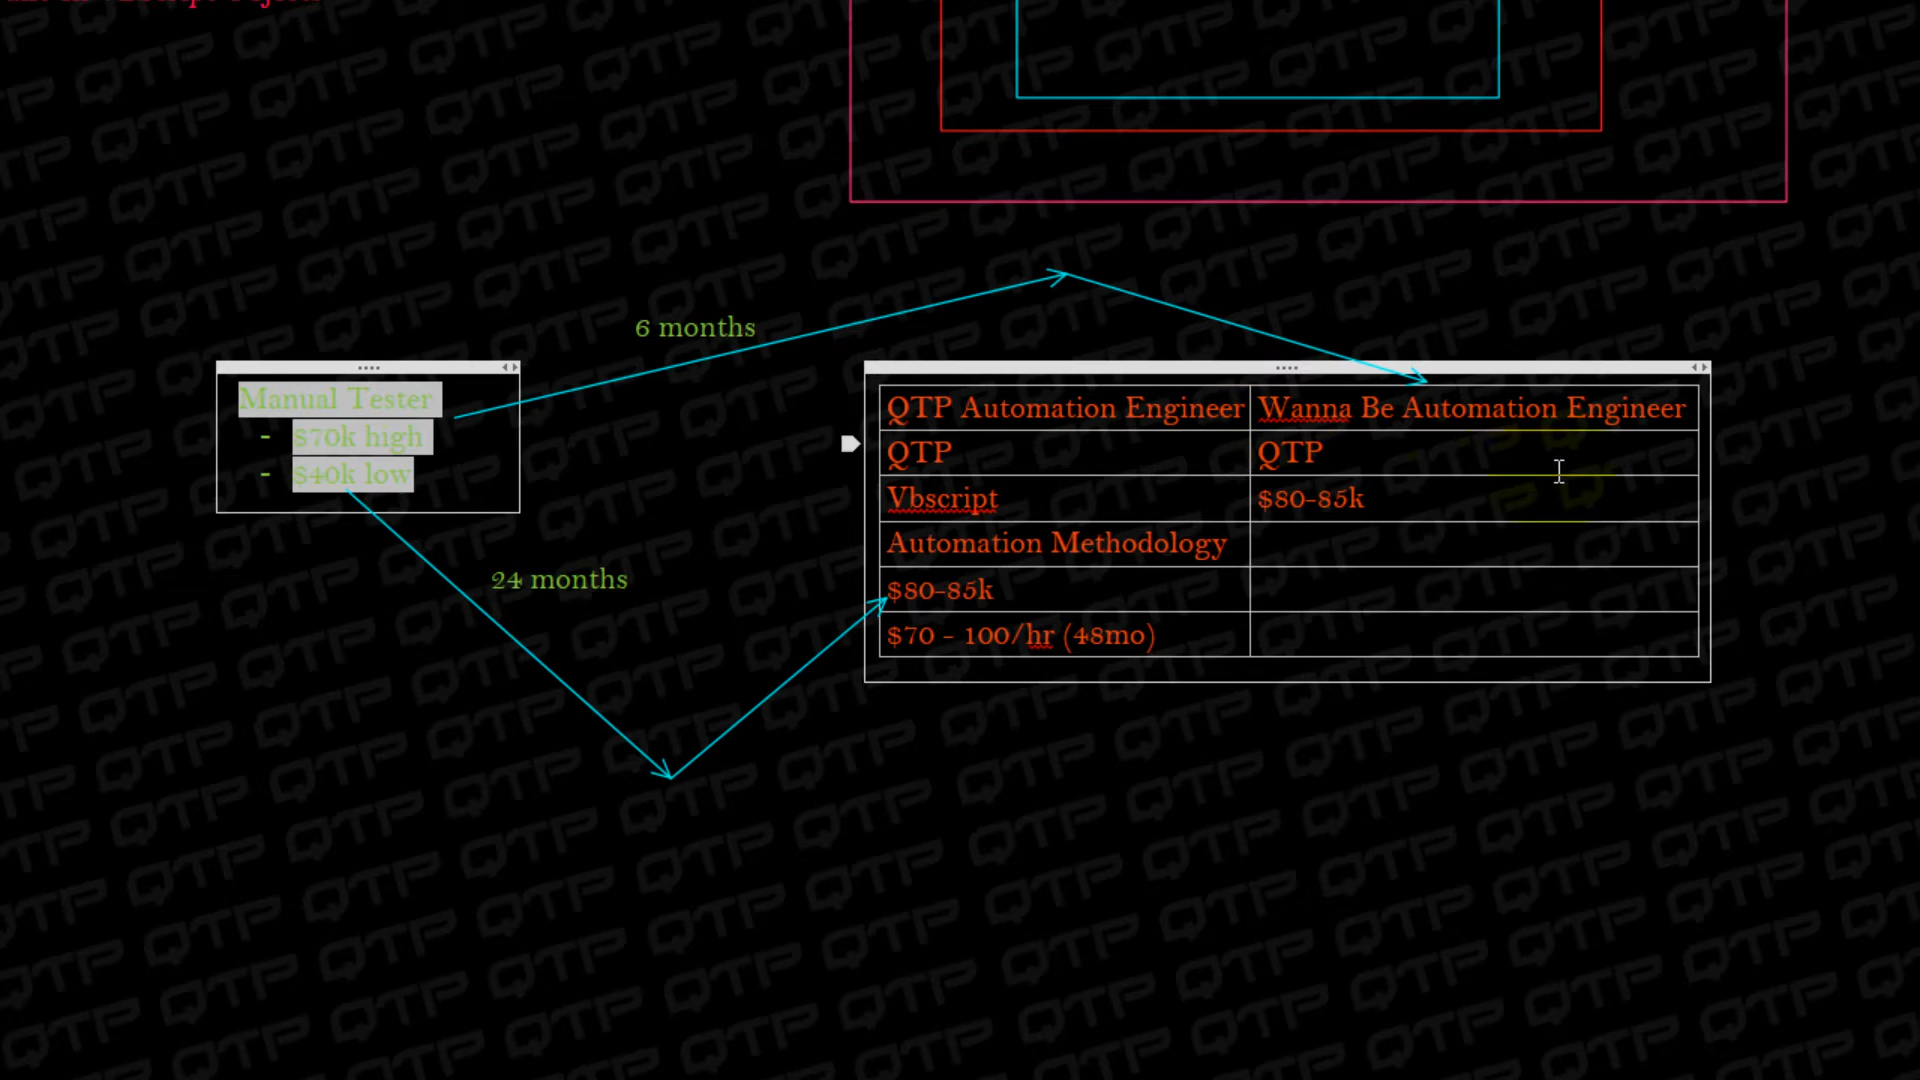 6 months
Manual Tester
- $70k high
- $40k low
24 months
QTP Automation Engineer Wanna Be Automation Engineer
QTP QTP
Vbscript $80-85k
Automation Methodology
$80-85k
$70 - 100/hr (48mo)